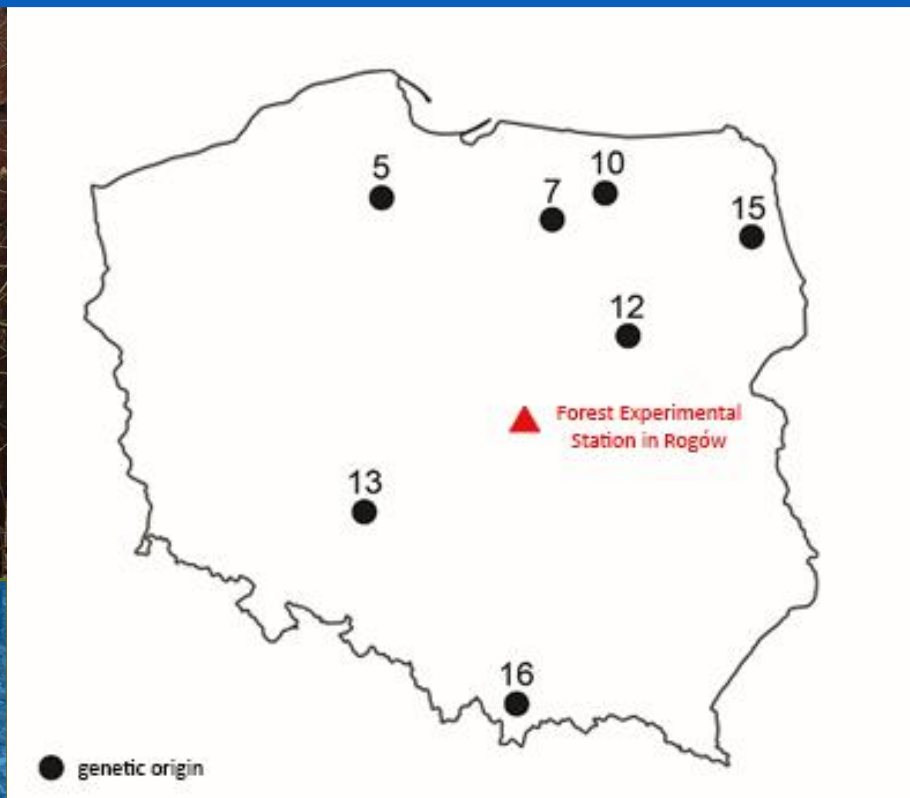 5
10
7
15
12
Forest Experimental
Station in Rogów
13
16
genetic origin